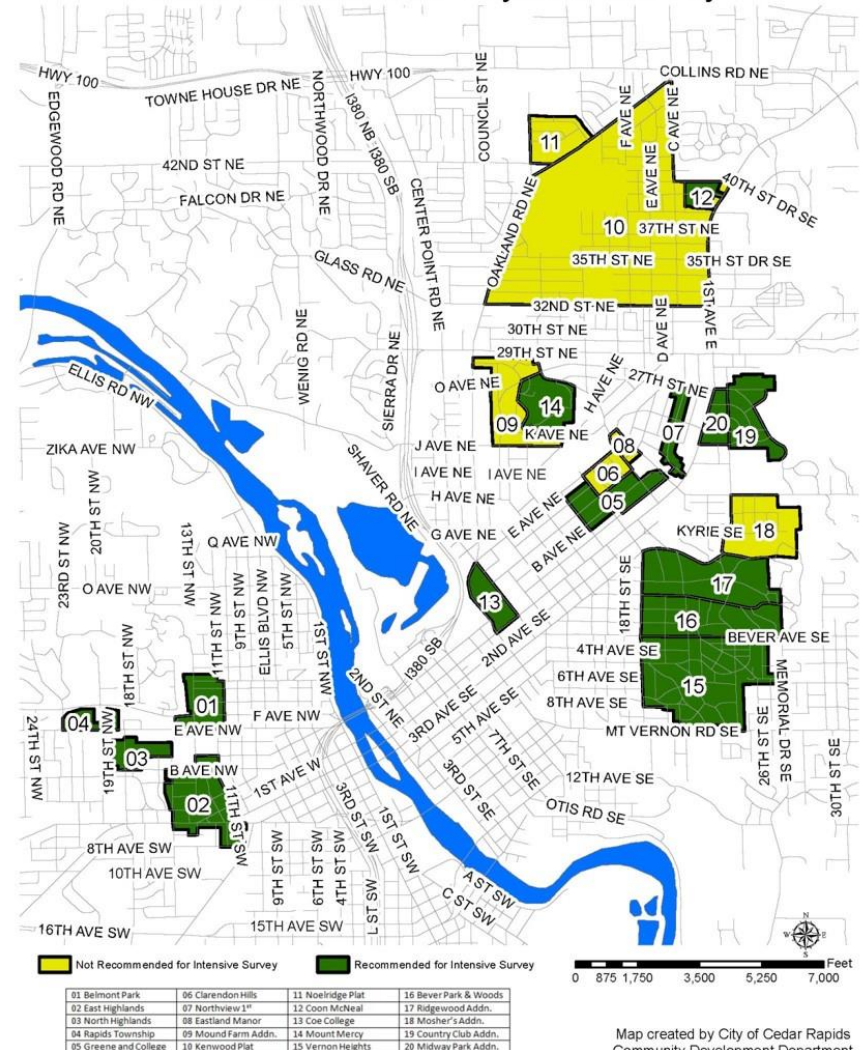 HWY 100
HWY 100
COLLINS RD NE
TOWNE HOUSE DR NE
EDGEWOOD RD NE
NORTHWOOD DR NE
I380 NB
I380 SB
COUNCIL ST NE
F AVE NE
C AVE NE
E AVE NE
11
42ND ST NE
FALCON DR NE
CENTER POINT RD NE
OAKLAND RD NE
12
40TH ST DR SE
10
37TH ST NE
35TH ST NE
35TH ST DR SE
GLASS RD NE
1ST AVE E
32ND ST NE
30TH ST NE
29TH ST NE
D AVE NE
WENIG RD NE
SIERRA DR NE
O AVE NE
H AVE NE
27TH ST NE
ELLIS RD NW
14
09
K AVE NE
07
20
19
08
J AVE NE
ZIKA AVE NW
SHAVER RD NE
I AVE NE
I AVE NE
06
05
H AVE NE
20TH ST NW
23RD ST NW
G AVE NE
E AVE NE
B AVE NE
KYRIE SE
18
Q AVE NW
13TH ST NW
O AVE NW
11TH ST NW
9TH ST NW
ELLIS BLVD NW
5TH ST NW
1ST ST NW
13
18TH ST SE
17
16
2ND AVE SE
BEVER AVE SE
I380 SB
4TH AVE SE
18TH ST NW
2ND ST NE
3RD AVE SE
6TH AVE SE
15
MEMORIAL DR SE
01
5TH AVE SE
8TH AVE SE
04
F AVE NW
E AVE NW
7TH ST SE
MT VERNON RD SE
24TH ST NW
19TH ST NW
03
B AVE NW
1ST AVE W
3RD ST SE
12TH AVE SE
26TH ST SE
30TH ST SE
02
11TH ST SW
3RD ST SW
1ST ST SW
OTIS RD SE
8TH AVE SW
10TH AVE SW
9TH ST SW
6TH ST SW
4TH ST SW
L ST SW
A ST SW
C ST SW
16TH AVE SW
15TH AVE SW
N
W E
S
Not Recommended for Intensive Survey
Recommended for Intensive Survey
Feet
0 875 1,750 3,500 5,250 7,000
01 Belmont Park 06 Clarendon Hills 11 Noelridge Plat 16 Bever Park & Woods
02 East Highlands 07 Northview 1st 12 Coon McNeal 17 Ridgewood Addn.
03 North Highlands 08 Eastland Manor 13 Coe College 18 Mosher's Addn.
04 Rapids Township 09 Mound Farm Addn. 14 Mount Mercy 19 Country Club Addn.
05 Greene and College 10 Kenwood Plat 15 Vernon Heights 20 Midway Park Addn.
Map created by City of Cedar Rapids
Community Development Department